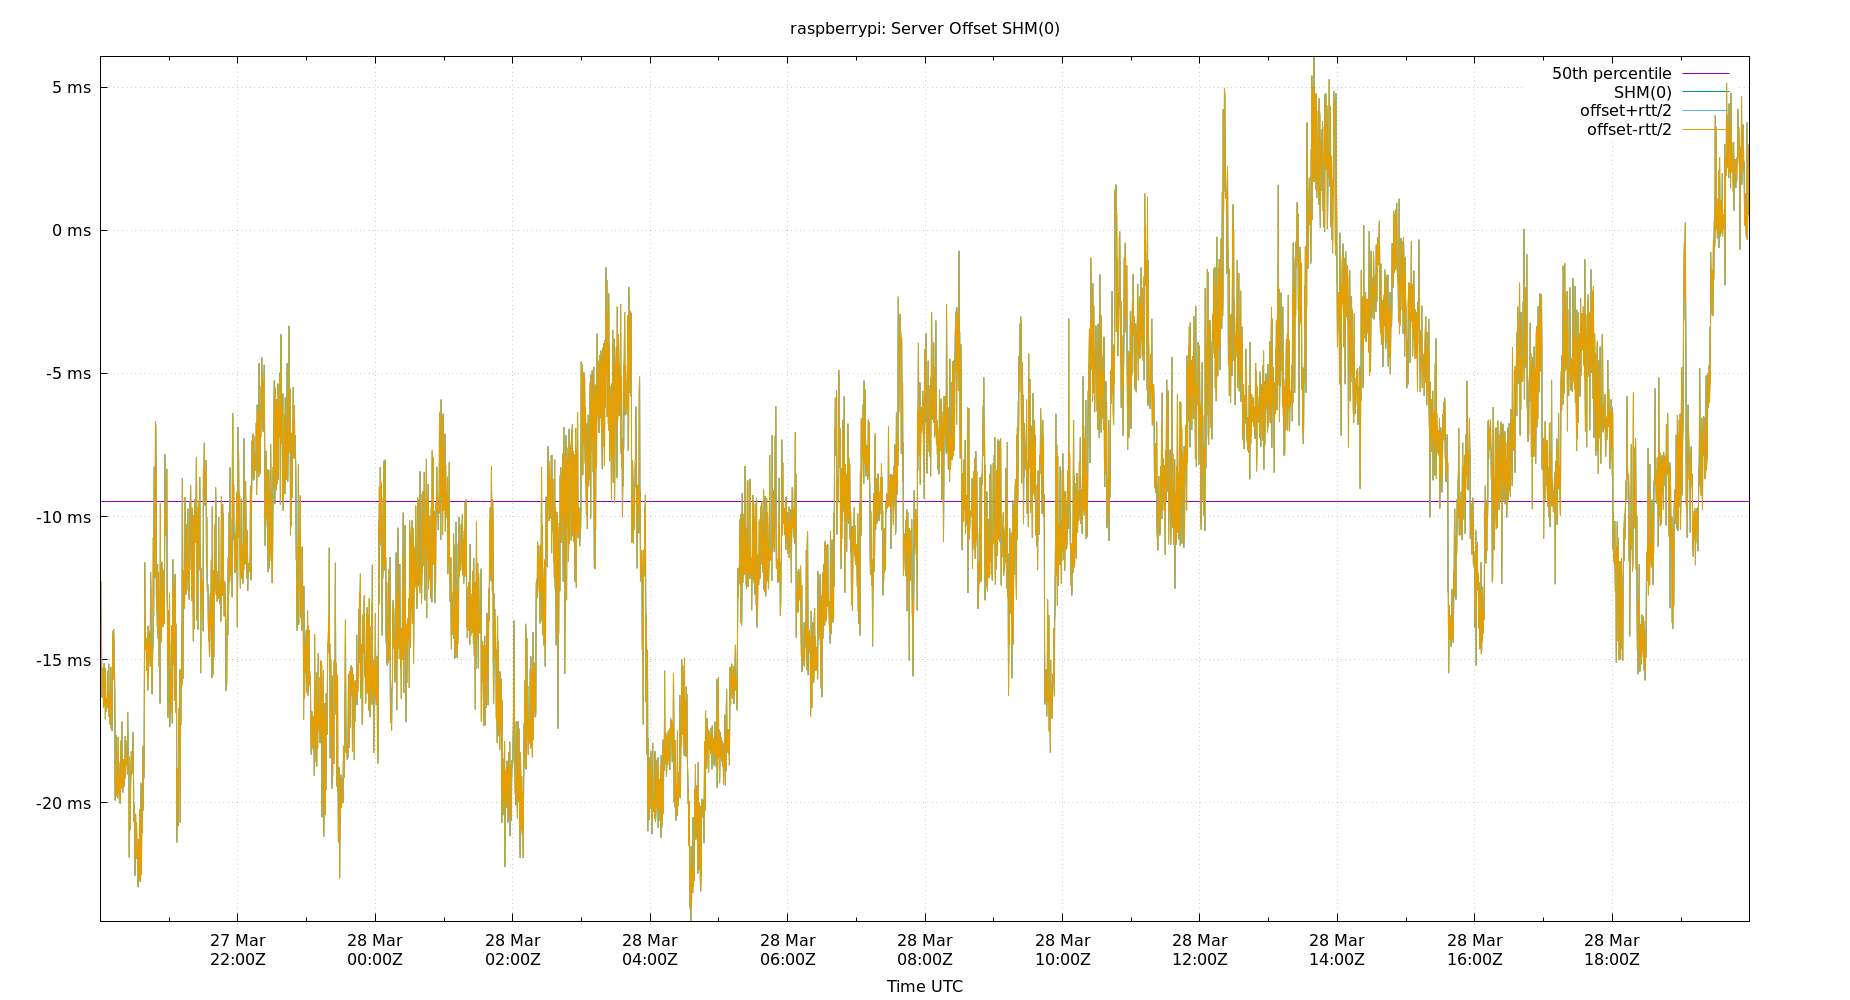 raspberrypi: Server Offset SHM(0)
50th percentile
SHM(0)
offset+rtt/2
offset-rtt/2
5 ms
0 ms
-5 ms
-10 ms
-15 ms
-20 ms
27 Mar 28 Mar 28 Mar 28 Mar 28 Mar 28 Mar 28 Mar 28 Mar 28 Mar 28 Mar 28 Mar
22:00Z 00:00Z 02:00Z 04:00Z 06:00Z 08:00Z 10:00Z 12:00Z 14:00Z 16:00Z 18:00Z
Time UTC